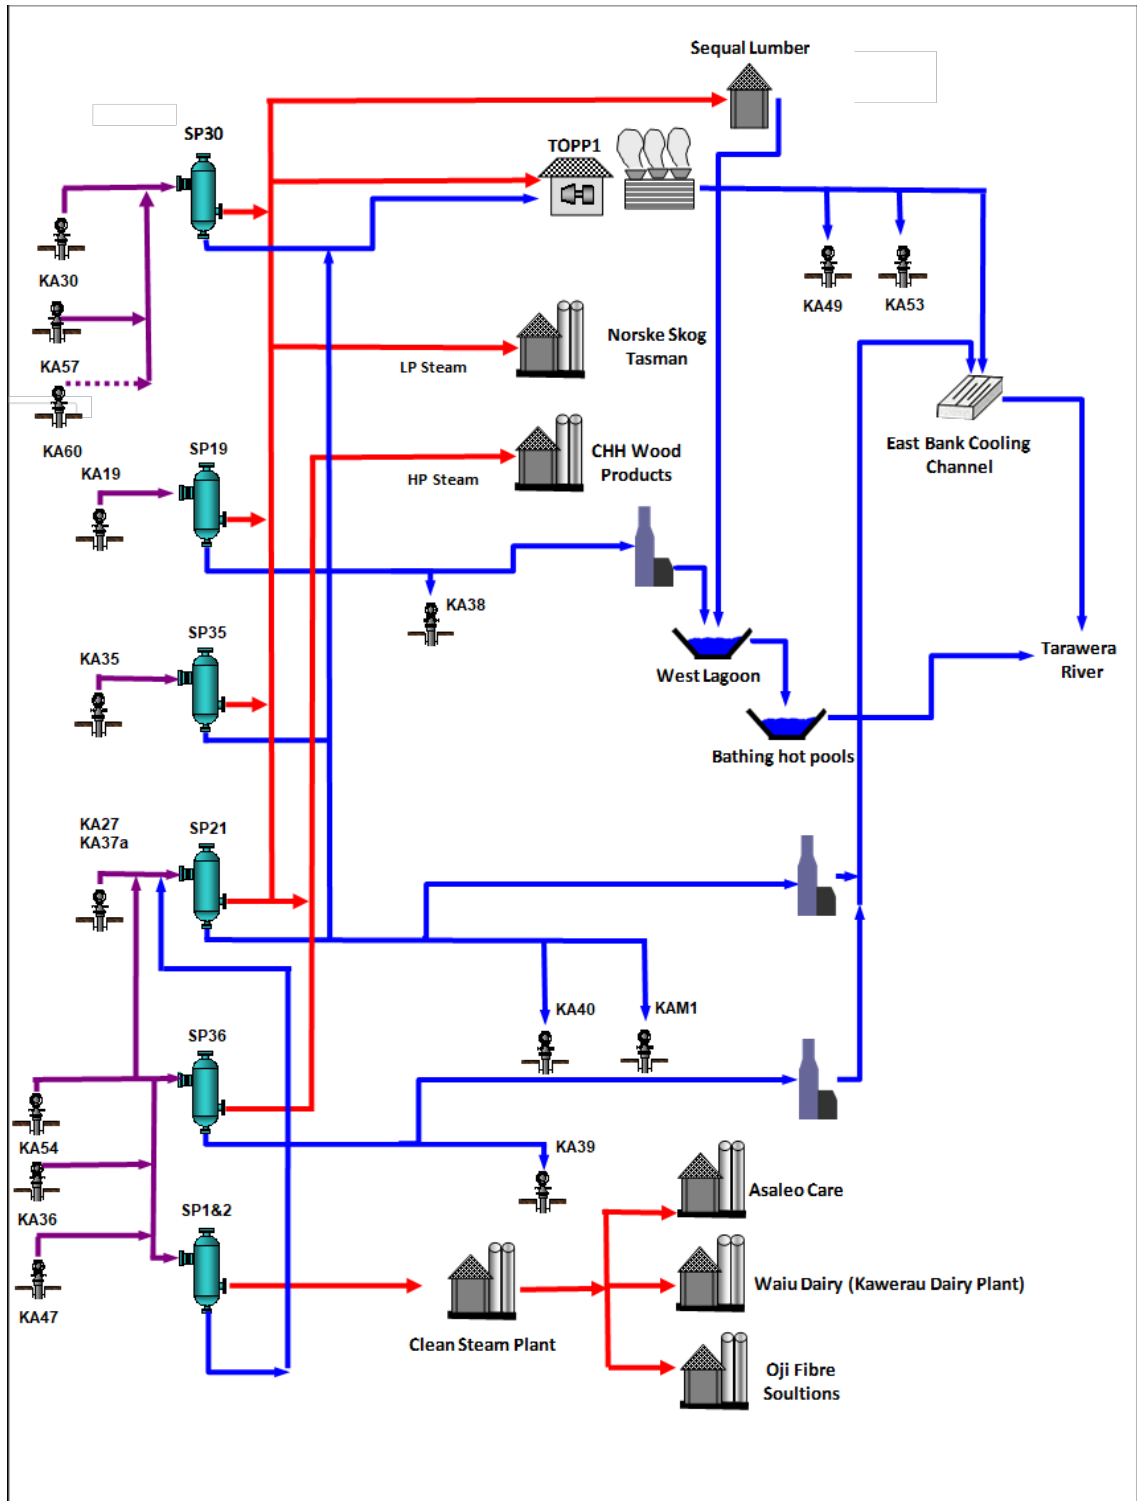 Sequal Lumber
SP30
TOPP1
KA30
KA49
KA53
KA57
LP Steam
Norske Skog
Tasman
KA60
SP19
KA19
HP Steam
CHH Wood
Products
East Bank Cooling
Channel
KA38
SP35
KA35
West Lagoon
Tarawera
River
Bathing hot pools
KA27
KA37a
SP21
KA40
KAM1
SP36
KA54
KA39
KA36
SP1&2
Asaleo Care
KA47
Clean Steam Plant
Waiu Dairy (Kawerau Dairy Plant)
Oji Fibre
Soultions